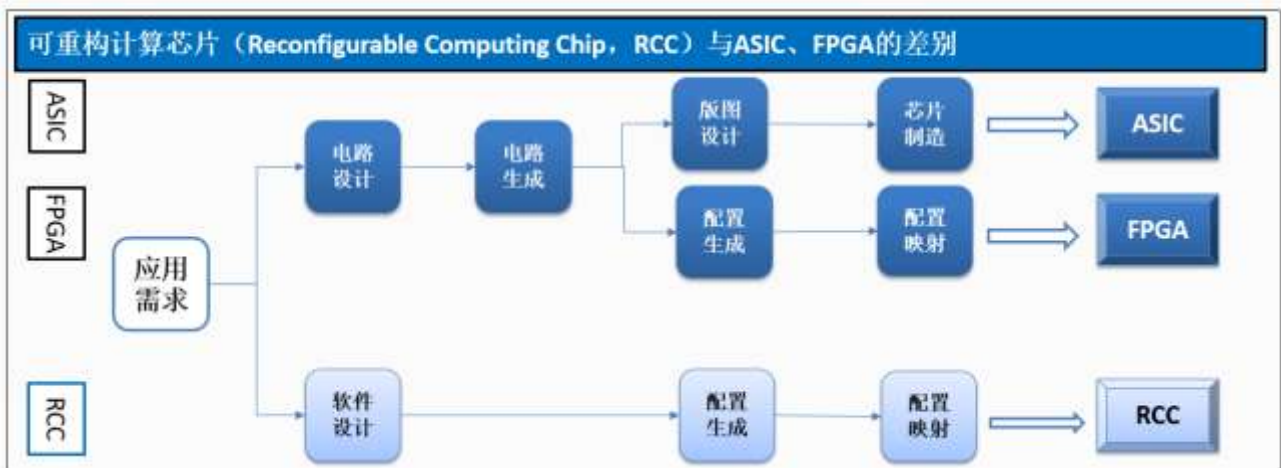 可重构计算芯片（Reconfigurable Computing Chip，RCC）与ASIC、FPGA的差别
ASIC
FPGA
RCC
应用
需求
电路
设计
电路
生成
版图
设计
芯片
制造
ASIC
配置
生成
配置
映射
FPGA
软件
设计
配置
生成
配置
映射
RCC